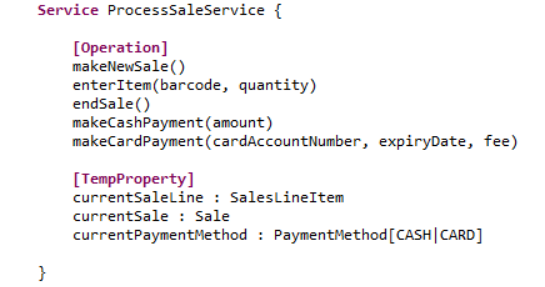 Service ProcessSaleService {
[Operation]
makeNewSale()
enterItem(barcode, quantity)
endSale()
makeCashPayment(amount)
makeCardPayment(cardAccountNumber, expiryDate, fee)
[TempProperty]
currentSaleLine : SalesLineItem
currentSale : Sale
currentPaymentMethod : PaymentMethod[CASH|CARD]
}